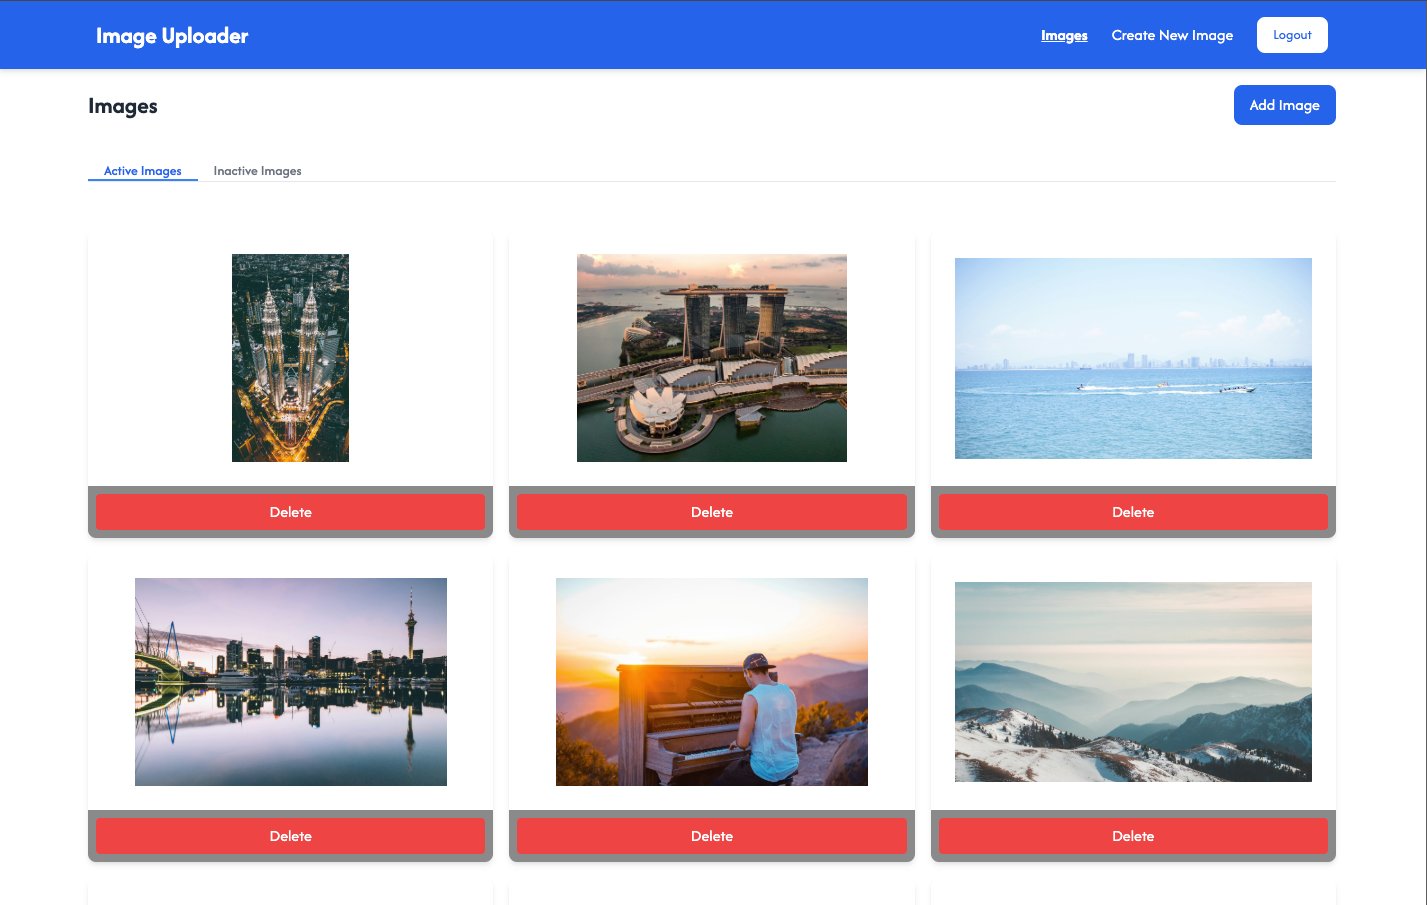 Image Uploader
Images
Create New Image
Logout
Images
Add Image
Active Images
Inactive Images
Delete
Delete
Delete
Delete
Delete
Delete